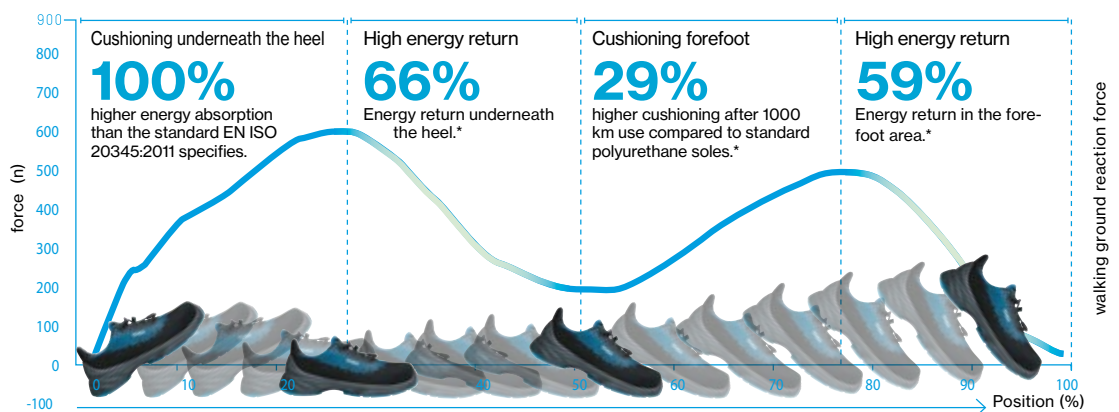 900
800
700
600
500
400
300
200
100
0
-100
force (n)
Cushioning underneath the heel
100%
higher energy absorption
than the standard EN ISO
20345:2011 specifies.
High energy return
66%
Energy return underneath
the heel.*
Cushioning forefoot
29%
higher cushioning after 1000
km use compared to standard
polyurethane soles.*
High energy return
59%
Energy return in the fore-
foot area.*
walking ground reaction force
0 10 20 40 50 60 70 80 90 100
Position (%)